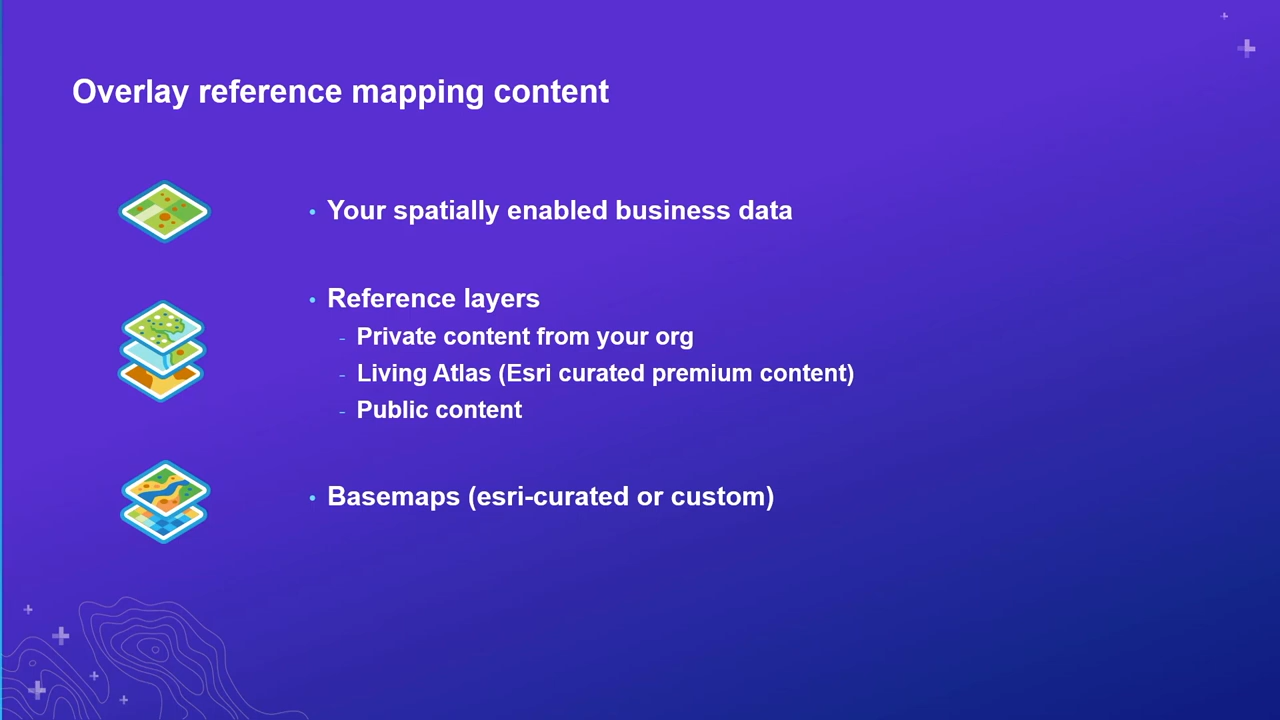 Overlay reference mapping content
• Your spatially enabled business data
• Reference layers
- Private content from your org
- Living Atlas (Esri curated premium content)
- Public content
• Basemaps (esri-curated or custom)